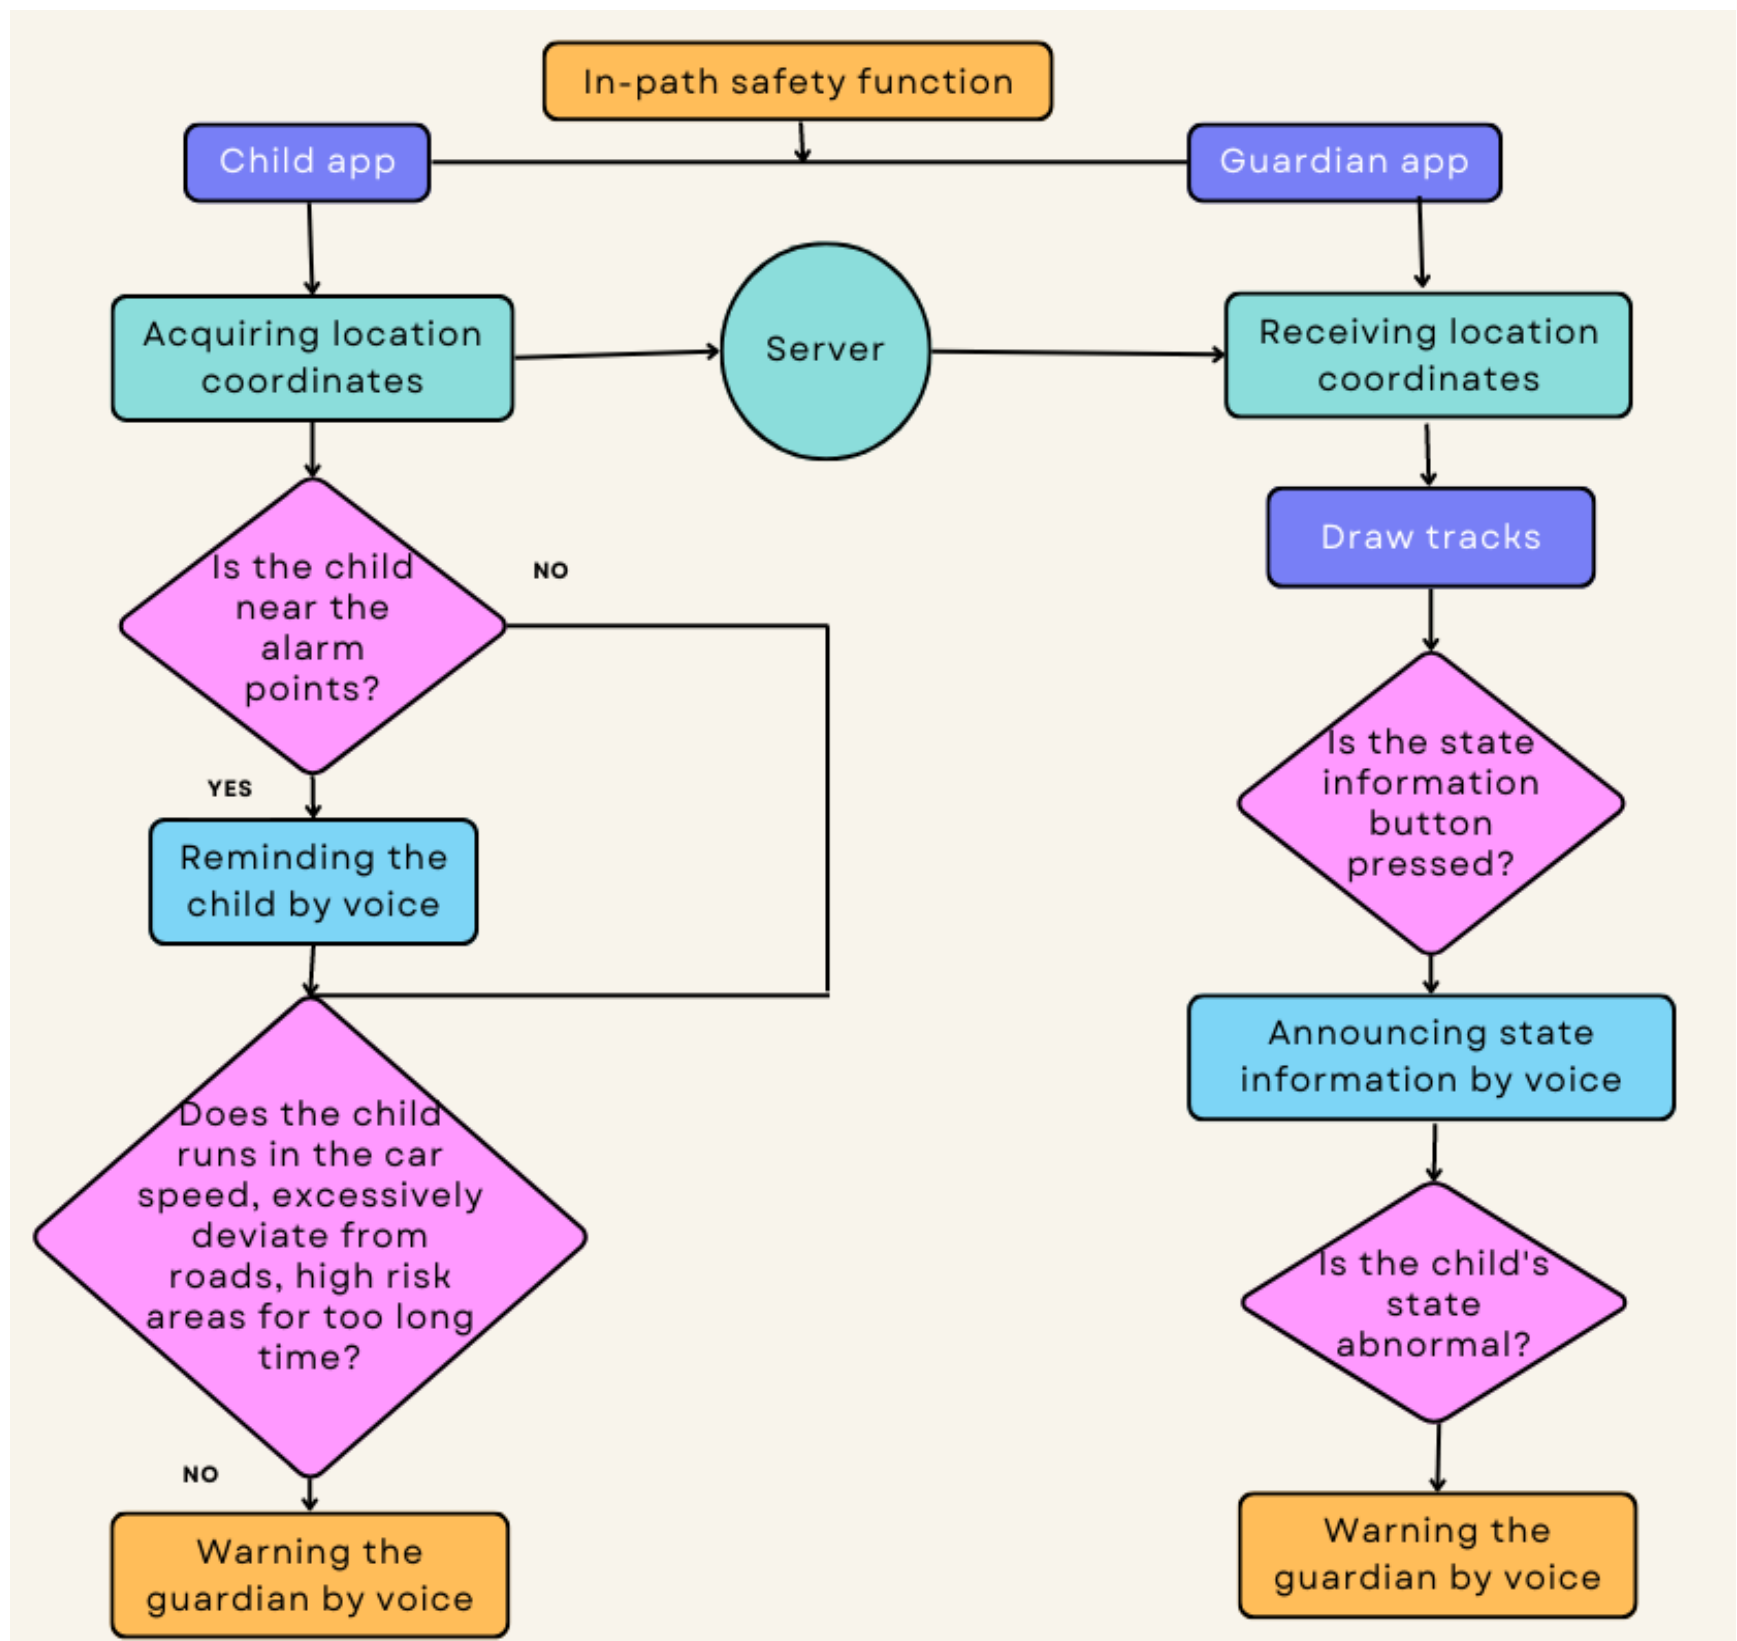 In-path safety function
Child app
Guardian app
Acquiring location
coordinates
Server
Receiving location
coordinates
Is the child
near the
alarm
points?
NO
YES
Reminding the
child by voice
Does the child
runs in the car
speed, excessively
deviate from
roads, high risk
areas for too long
time?
NO
Warning the
guardian by voice
Draw tracks
Is the state
information
button
pressed?
Announcing state
information by voice
Is the child's
state
abnormal?
Warning the
guardian by voice